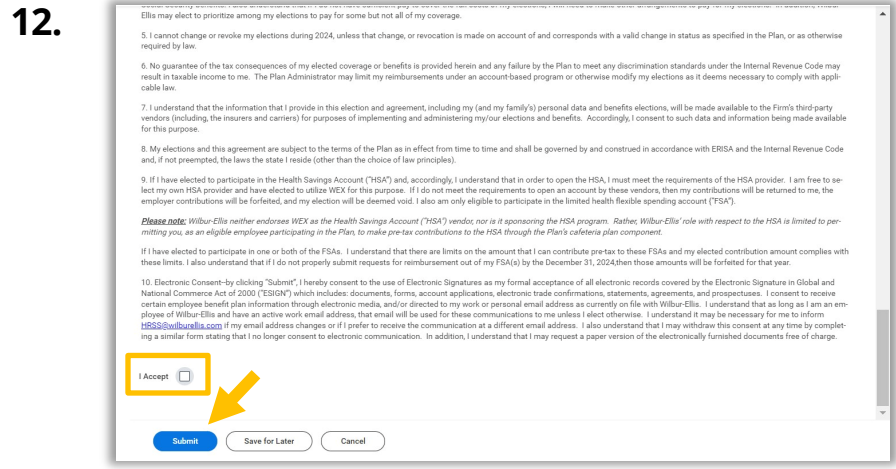 12.
Ellis may elect to prioritize among my elections to pay for some but not all of my coverage.
5. I cannot change or revoke my elections during 2024, unless that change, or revocation is made on account of and corresponds with a valid change in status as specified in the Plan, or as otherwise
required by law.
6. No guarantee of the tax consequences of my elected coverage or benefits is provided herein and any failure by the Plan to meet any discrimination standards under the Internal Revenue Code may
result in taxable income to me. The Plan Administrator may limit my reimbursements under an account-based program or otherwise modify my elections as it deems necessary to comply with appli-
cable law.
7. I understand that the information that I provide in this election and agreement, including my (and my family's) personal data and benefits elections, will be made available to the Firm's third-party
vendors (including, the insurers and carriers) for purposes of implementing and administering my/our elections and benefits. Accordingly, I consent to such data and information being made available
for this purpose.
8. My elections and this agreement are subject to the terms of the Plan as in effect from time to time and shall be governed by and construed in accordance with ERISA and the Internal Revenue Code
and, if not preempted, the laws the state I reside (other than the choice of law principles).
9. If I have elected to participate in the Health Savings Account ("HSA") and, accordingly, I understand that in order to open the HSA, I must meet the requirements of the HSA provider. I am free to se-
lect my own HSA provider and have elected to utilize WEX for this purpose. If I do not meet the requirements to open an account by these vendors, then my contributions will be returned to me, the
employer contributions will be forfeited, and my election will be deemed void. I also am only eligible to participate in the limited health flexible spending account ("FSA").
Please note: Wilbur-Ellis neither endorses WEX as the Health Savings Account ("HSA") vendor, nor is it sponsoring the HSA program. Rather, Wilbur-Ellis' role with respect to the HSA is limited to per-
mitting you, as an eligible employee participating in the Plan, to make pre-tax contributions to the HSA through the Plan's cafeteria plan component.
If I have elected to participate in one or both of the FSAs. I understand that there are limits on the amount that I can contribute pre-tax to these FSAs and my elected contribution amount complies with
these limits. I also understand that if I do not properly submit requests for reimbursement out of my FSA(s) by the December 31, 2024,then those amounts will be forfeited for that year.
10. Electronic Consent–by clicking "Submit", I hereby consent to the use of Electronic Signatures as my formal acceptance of all electronic records covered by the Electronic Signature in Global and
National Commerce Act of 2000 ("ESIGN") which includes: documents, forms, account applications, electronic trade confirmations, statements, agreements, and prospectuses. I consent to receive
certain employee benefit plan information through electronic media, and/or directed to my work or personal email address as currently on file with Wilbur-Ellis. I understand that as long as I am an em-
ployee of Wilbur-Ellis and have an active work email address, that email will be used for these communications to me unless I elect otherwise. I understand it may be necessary for me to inform
HRSS@wilburellis.com if my email address changes or if I prefer to receive the communication at a different email address. I also understand that I may withdraw this consent at any time by complet-
ing a similar form stating that I no longer consent to electronic communication. In addition, I understand that I may request a paper version of the electronically furnished documents free of charge.
I Accept
Submit
Save for Later
Cancel